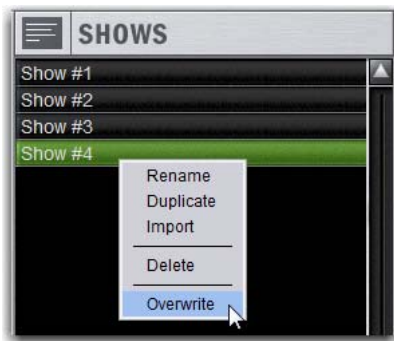 SHOWS
Show #1
Show #2
Show #3
Show #4
Rename
Duplicate
Import
Delete
Overwrite